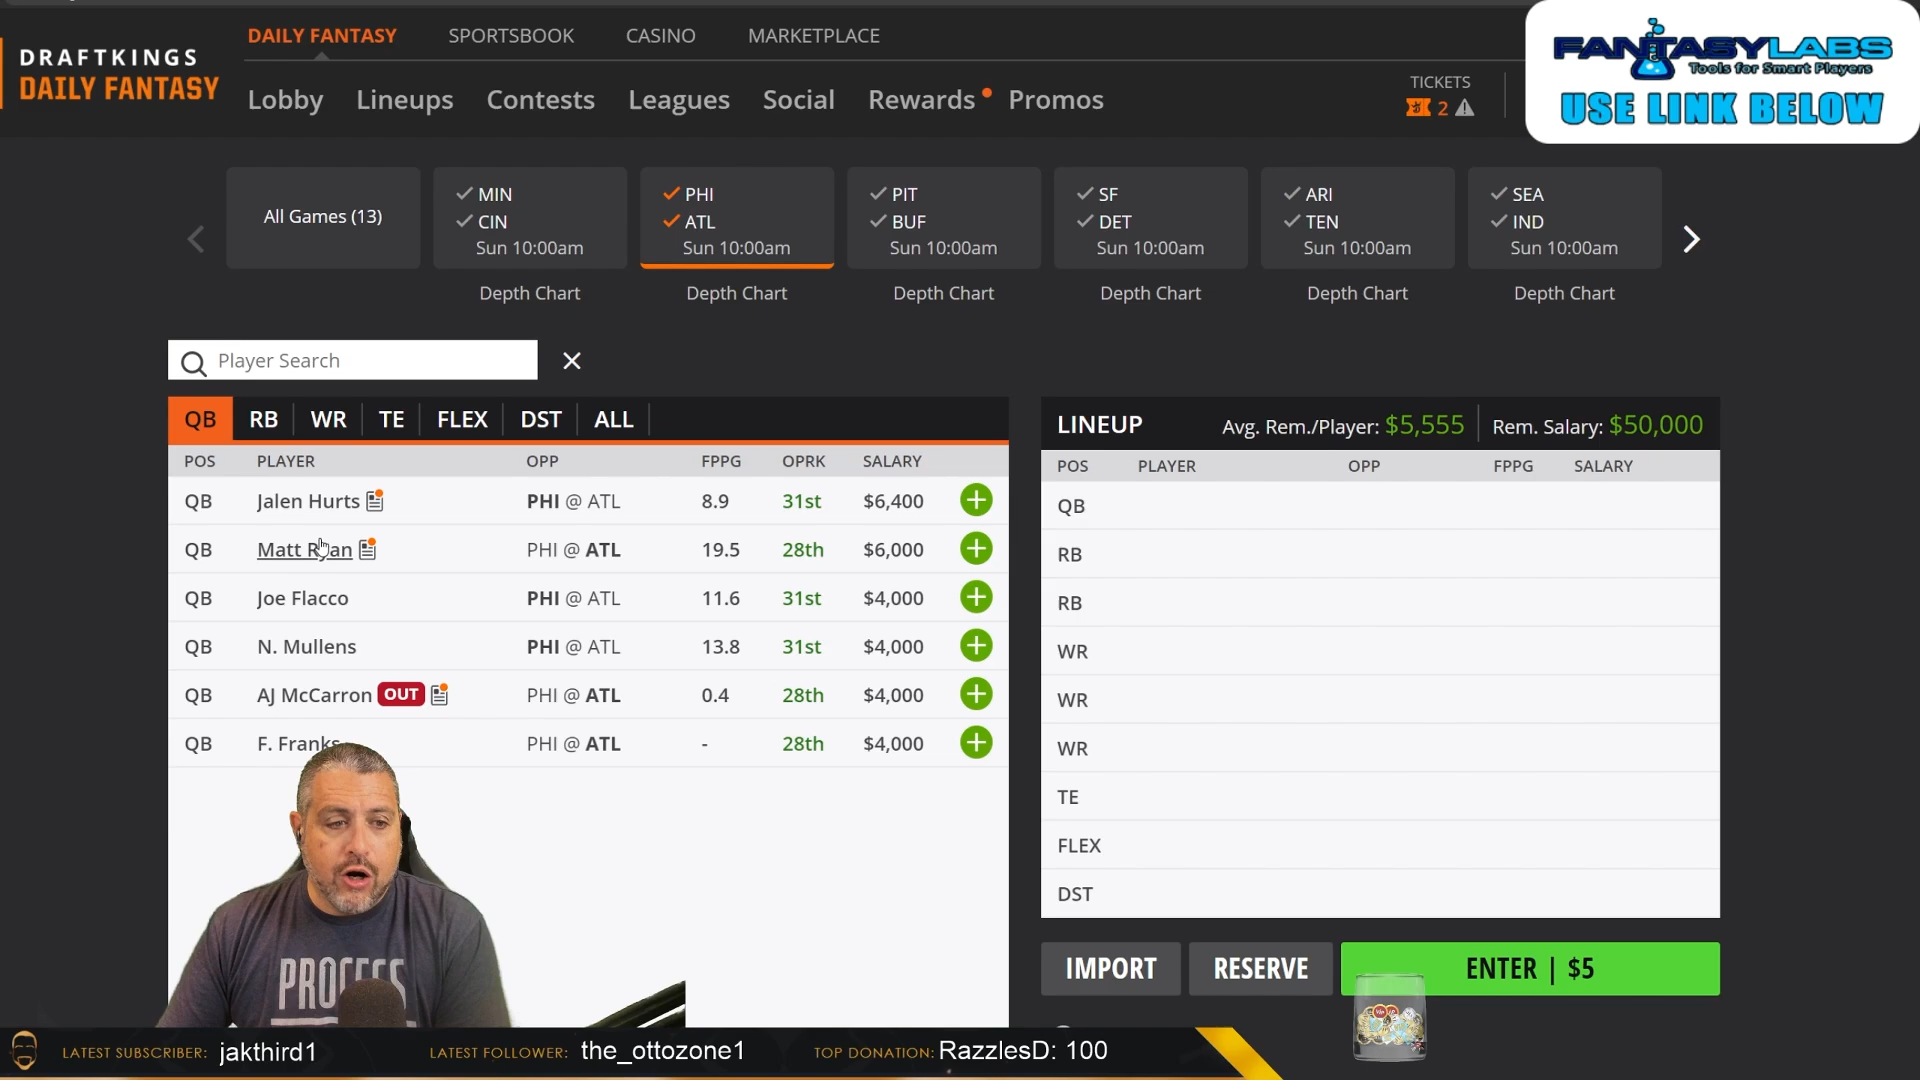 DRAFTKINGS
DAILY FANTASY
DAILY FANTASY SPORTSBOOK CASINO MARKETPLACE
Lobby Lineups Contests Leagues Social Rewards Promos
TICKETS
2
FANTASYLABS
Tools for Smart Players
USE LINK BELOW
All Games (13)
MIN
CIN
Sun 10:00am
Depth Chart
PHI
ATL
Sun 10:00am
Depth Chart
PIT
BUF
Sun 10:00am
Depth Chart
SF
DET
Sun 10:00am
Depth Chart
ARI
TEN
Sun 10:00am
Depth Chart
SEA
IND
Sun 10:00am
Depth Chart
Player Search
QB RB WR TE FLEX DST ALL
POS PLAYER OPP FPPG OPRK SALARY
QB Jalen Hurts PHI @ ATL 8.9 31st $6,400
QB Matt Ryan PHI @ ATL 19.5 28th $6,000
QB Joe Flacco PHI @ ATL 11.6 31st $4,000
QB N. Mullens PHI @ ATL 13.8 31st $4,000
QB AJ McCarron OUT PHI @ ATL 0.4 28th $4,000
QB F. Franks PHI @ ATL - 28th $4,000
LINEUP Avg. Rem./Player: $5,555 Rem. Salary: $50,000
POS PLAYER OPP FPPG SALARY
QB
RB
RB
WR
WR
WR
TE
FLEX
DST
IMPORT RESERVE ENTER | $5
PROCESS
LATEST SUBSCRIBER: jakthird1 LATEST FOLLOWER: the_ottozone1 TOP DONATION: RazzlesD: 100